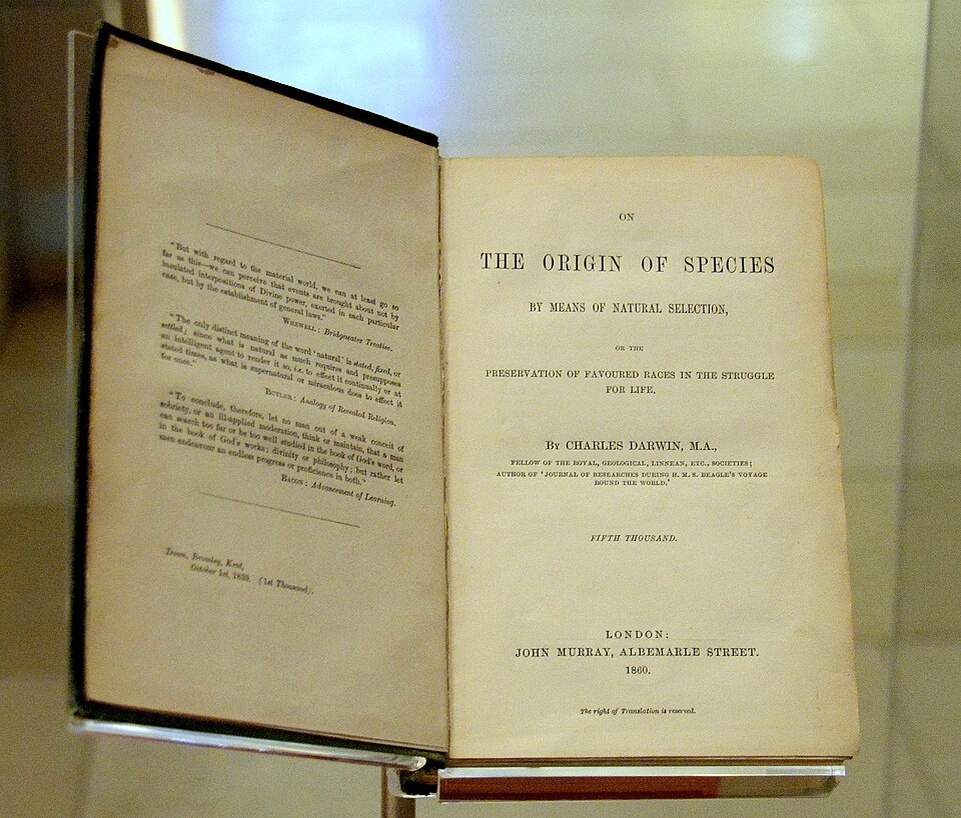 "But with regard to the material world, we can at least go so
far as this—we can perceive that events are brought about not by
insulated interpositions of Divine power, exerted in each particular
case, but by the establishment of general laws."
WHEWELL: Bridgewater Treatise.
"The only distinct meaning of the word 'natural' is stated, fixed, or
settled; since what is natural as much requires and presupposes
an intelligent agent to render it so, i.e. to effect it continually or at
stated times, as what is supernatural or miraculous does to effect it
for once."
BUTLER: Analogy of Revealed Religion.
"To conclude, therefore, let no man out of a weak conceit of
sobriety, or an ill-applied moderation, think or maintain, that a man
can search too far or be too well studied in the book of God's word, or
in the book of God's works; divinity or philosophy; but rather let
men endeavour an endless progress or proficience in both."
BACON: Advancement of Learning.
Down, Bromley, Kent,
October 1st, 1859. (1st Thousand).
ON
THE ORIGIN OF SPECIES
BY MEANS OF NATURAL SELECTION,
OR THE
PRESERVATION OF FAVOURED RACES IN THE STRUGGLE
FOR LIFE.
BY CHARLES DARWIN, M.A.,
FELLOW OF THE ROYAL, GEOLOGICAL, LINNEAN, ETC., SOCIETIES;
AUTHOR OF 'JOURNAL OF RESEARCHES DURING H. M. S. BEAGLE'S VOYAGE
ROUND THE WORLD.'
FIFTH THOUSAND.
LONDON:
JOHN MURRAY, ALBEMARLE STREET.
1860.
The right of Translation is reserved.